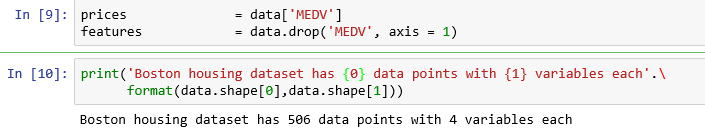 In [9]: prices = data['MEDV']
features = data.drop('MEDV', axis = 1)
In [10]: print('Boston housing dataset has {0} data points with {1} variables each'.\
format(data.shape[0],data.shape[1]))
Boston housing dataset has 506 data points with 4 variables each